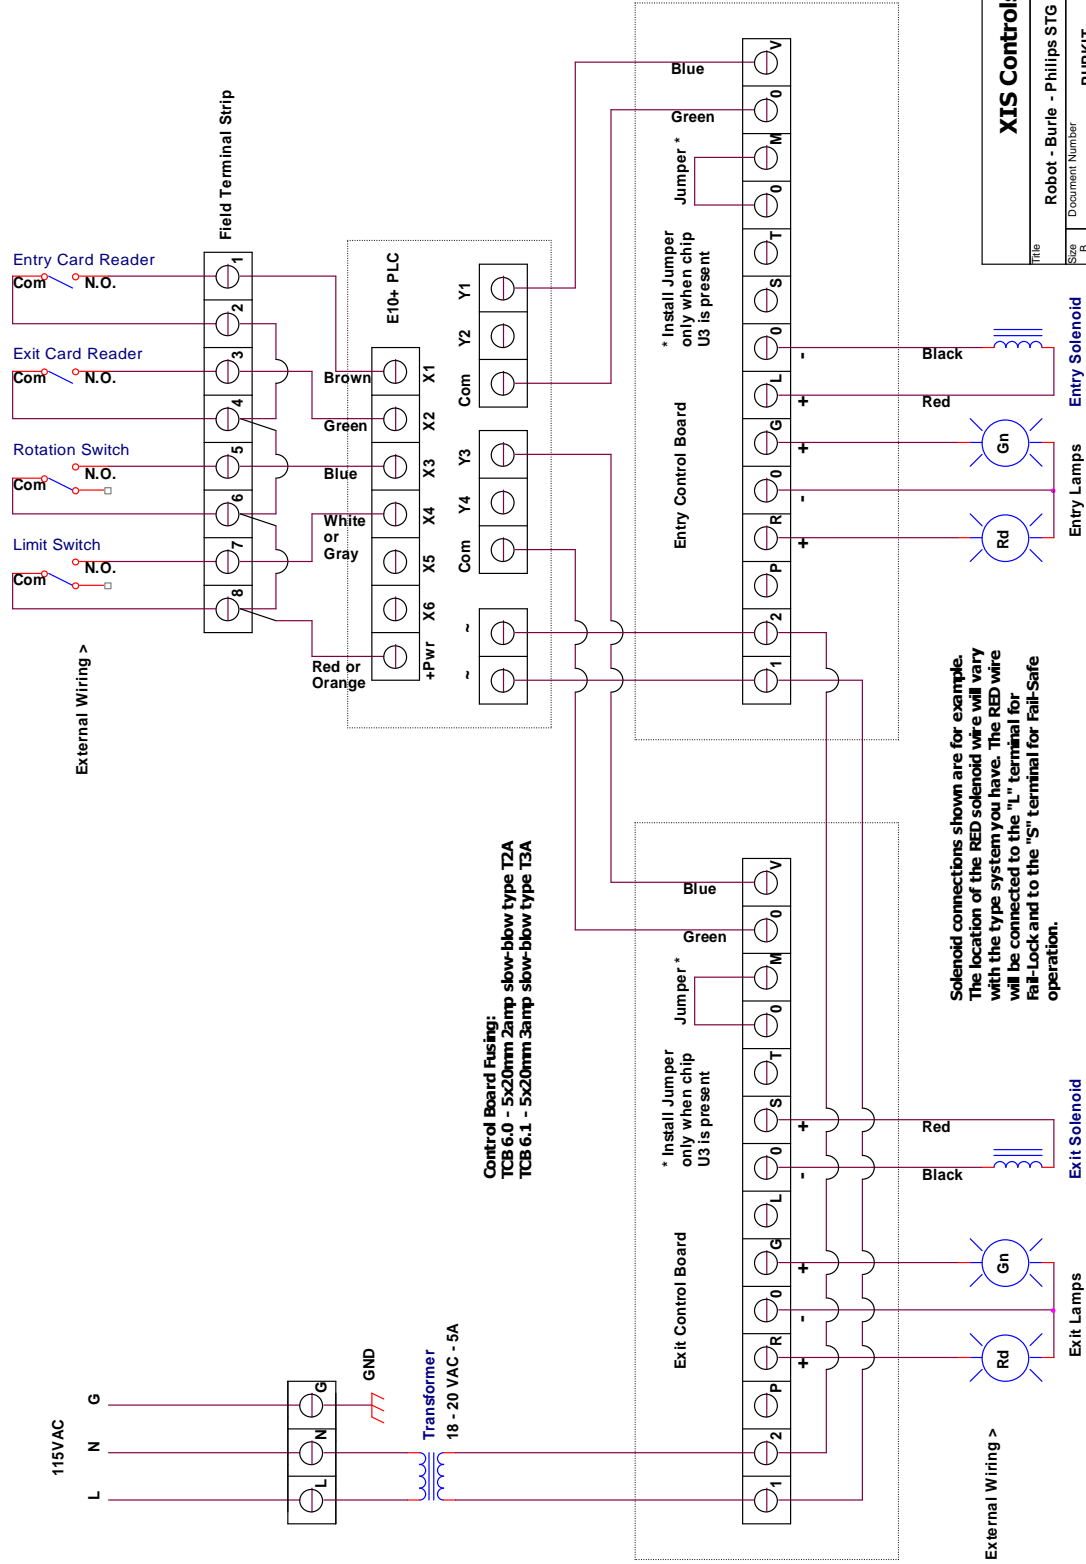 Entry Card Reader
Com
N.O.
Exit Card Reader
Com
N.O.
Rotation Switch
Com
N.O.
Limit Switch
Com
N.O.
External Wiring >
Field Terminal Strip
1
2
3
4
5
6
7
8
E10+ PLC
Brown
Green
Blue
White
or
Gray
Red or
Orange
X1
X2
X3
X4
X5
X6
+Pwr
Y1
Y2
Com
Y3
Y4
Com
~
~
Blue
Green
Jumper *
* Install Jumper
only when chip
U3 is present
Entry Control Board
V
0
M
0
T
S
0
L
G
0
R
P
2
1
-
+
+
-
+
Black
Red
Gn
Rd
Entry Solenoid
Entry Lamps
Control Board Fusing:
TCB 6.0 - 5x20mm 2amp slow-blow type T2A
TCB 6.1 - 5x20mm 3amp slow-blow type T3A
Blue
Green
Jumper *
* Install Jumper
only when chip
U3 is present
Exit Control Board
V
0
M
0
T
S
0
L
G
0
R
P
2
1
+
-
+
-
+
Red
Black
Gn
Rd
Exit Solenoid
Exit Lamps
External Wiring >
Solenoid connections shown are for example.
The location of the RED solenoid wire will vary
with the type system you have. The RED wire
will be connected to the "L" terminal for
Fail-Lock and to the "S" terminal for Fail-Safe
operation.
115VAC
G
N
L
G
N
L
GND
Transformer
18 - 20 VAC - 5A
XIS Controls
Title
Robot - Burle - Philips STG
Size
B
Document Number